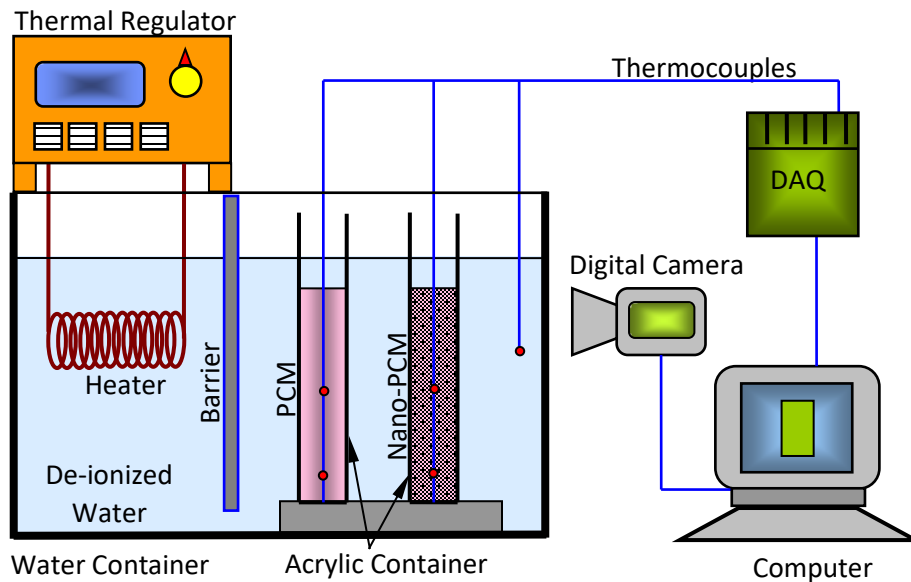 Thermal Regulator
Thermocouples
DAQ
Digital Camera
Heater
Barrier
PCM
Nano-PCM
De-ionized
Water
Water Container
Acrylic Container
Computer